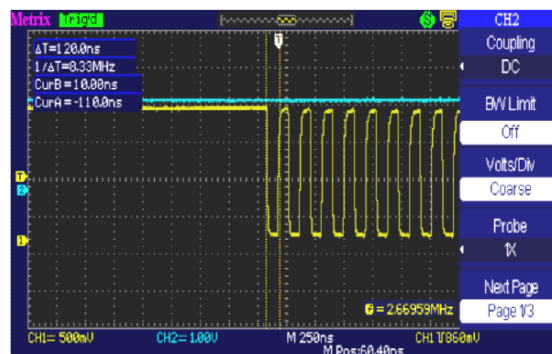 Metrix Trig'd
T
CH2
Coupling
DC
BW Limit
Off
Volts/Div
Coarse
Probe
1X
Next Page
Page 1/3
ΔT=120.0ns
1/ΔT=8.33MHz
CurB=10.00ns
CurA=-110.0ns
T
2
1
= 2.66959MHz
CH1 500mV CH2 1.00V M 250ns CH1 860mV
M Pos:60.40ns